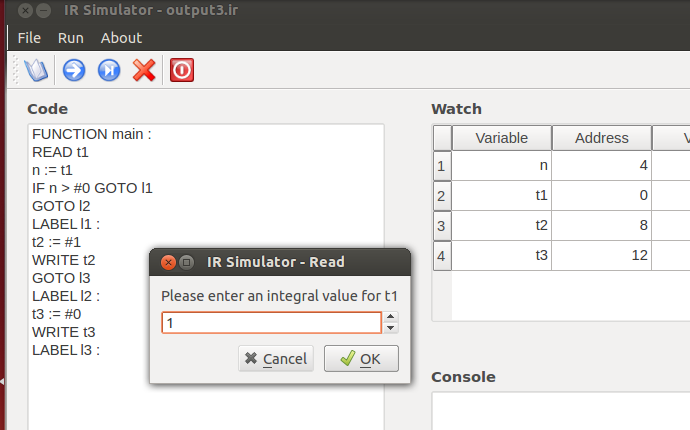 IR Simulator - output3.ir
File Run About
Code
FUNCTION main :
READ t1
n := t1
IF n > #0 GOTO l1
GOTO l2
LABEL l1 :
t2 := #1
WRITE t2
GOTO l3
LABEL l2 :
t3 := #0
WRITE t3
LABEL l3 :
Watch
Variable Address V
1 n 4
2 t1 0
3 t2 8
4 t3 12
IR Simulator - Read
Please enter an integral value for t1
1
Cancel OK
Console